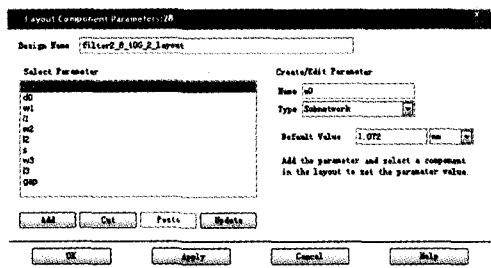 Layout Component Parameters:28
Design Name filter2_8_10G_2_layout
Select Parameter
d0
w1
l1
w2
l2
s
w3
l3
gap
Add Cut Paste Update
Create/Edit Parameter
Name w0
Type Subnetwork
Default Value 1.072 mm
Add the parameter and select a component
in the layout to set the parameter value.
OK Apply Cancel Help